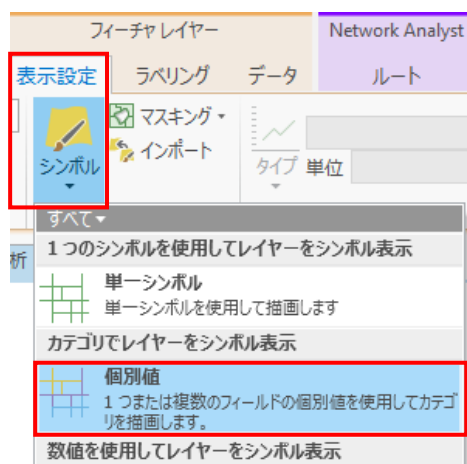 フィーチャ レイヤー
Network Analyst
表示設定
ラベリング
データ
ルート
マスキング
インポート
シンボル
タイプ
単位
析
すべて
1 つのシンボルを使用してレイヤーをシンボル表示
単一シンボル
単一シンボルを使用して描画します
カテゴリでレイヤーをシンボル表示
個別値
1 つまたは複数のフィールドの個別値を使用してカテゴ
リを描画します。
数値を使用してレイヤーをシンボル表示